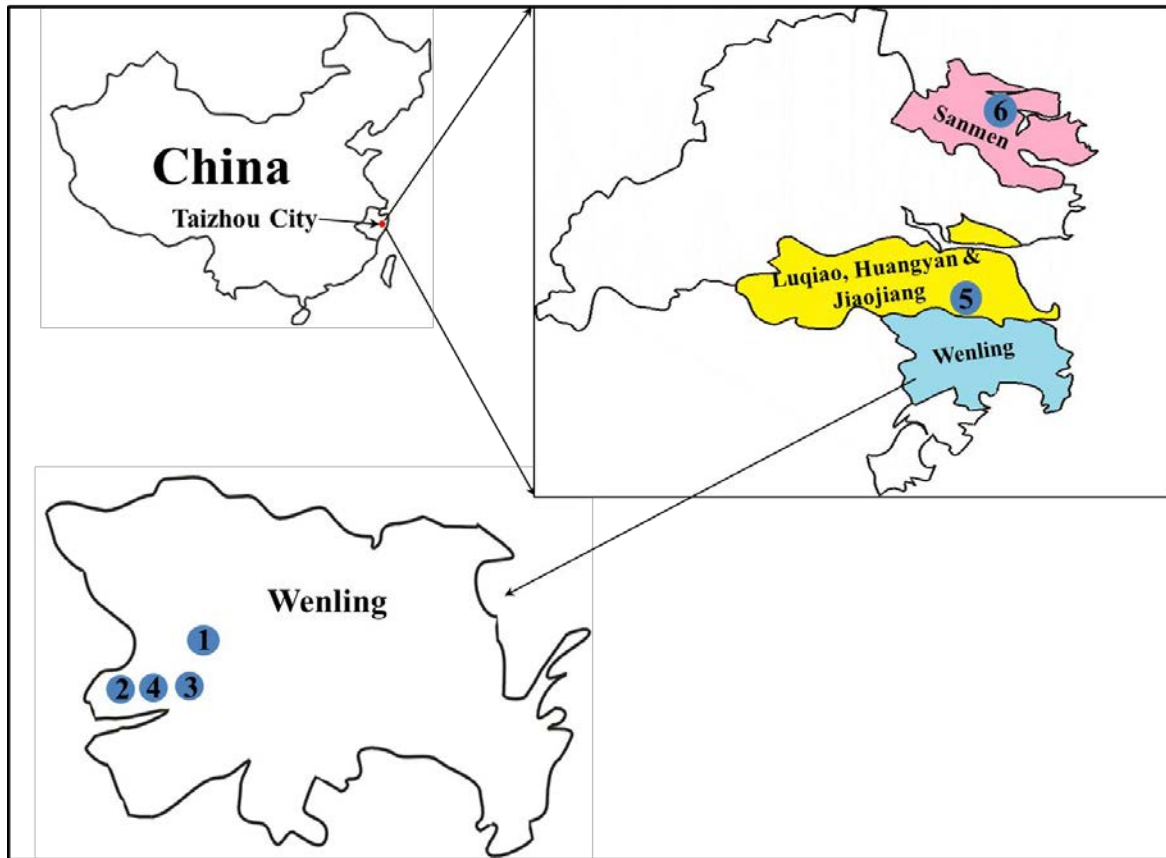 China
Taizhou City
6
Sanmen
Luqiao, Huangyan &
Jiaojiang
5
Wenling
Wenling
1
2
4
3